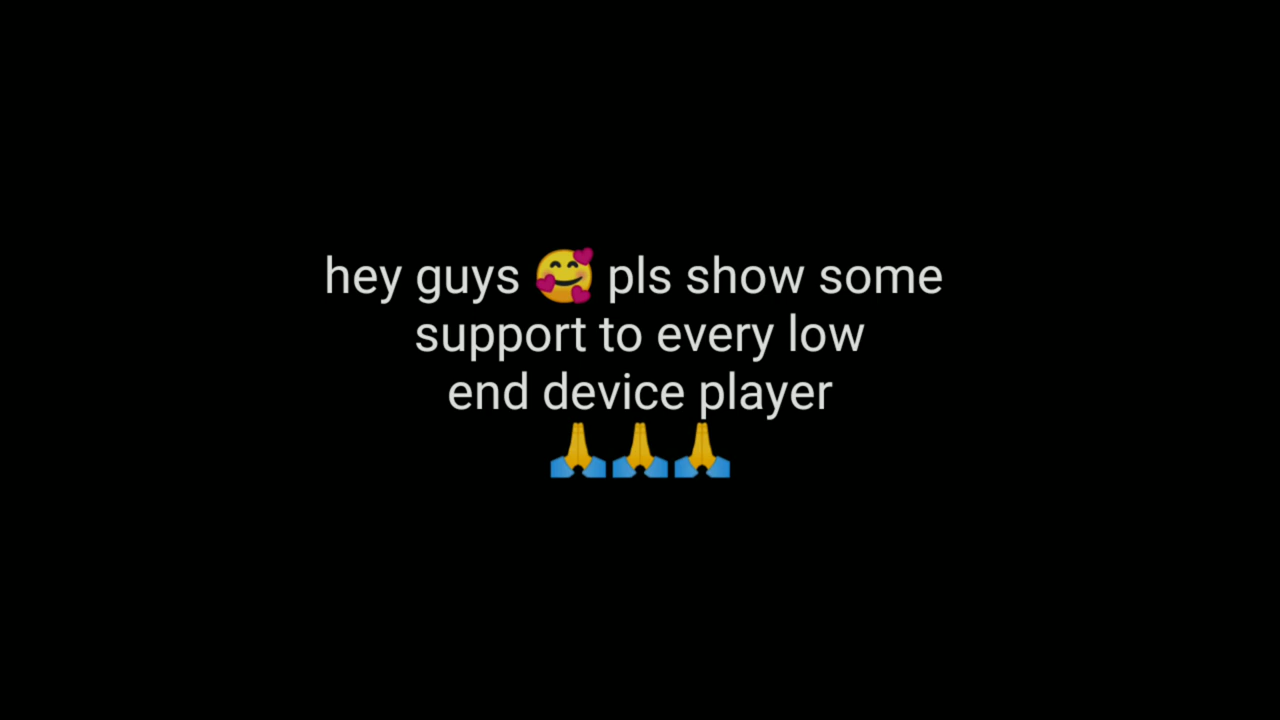 hey guys 🥰 pls show some
support to every low
end device player
🙏🙏🙏